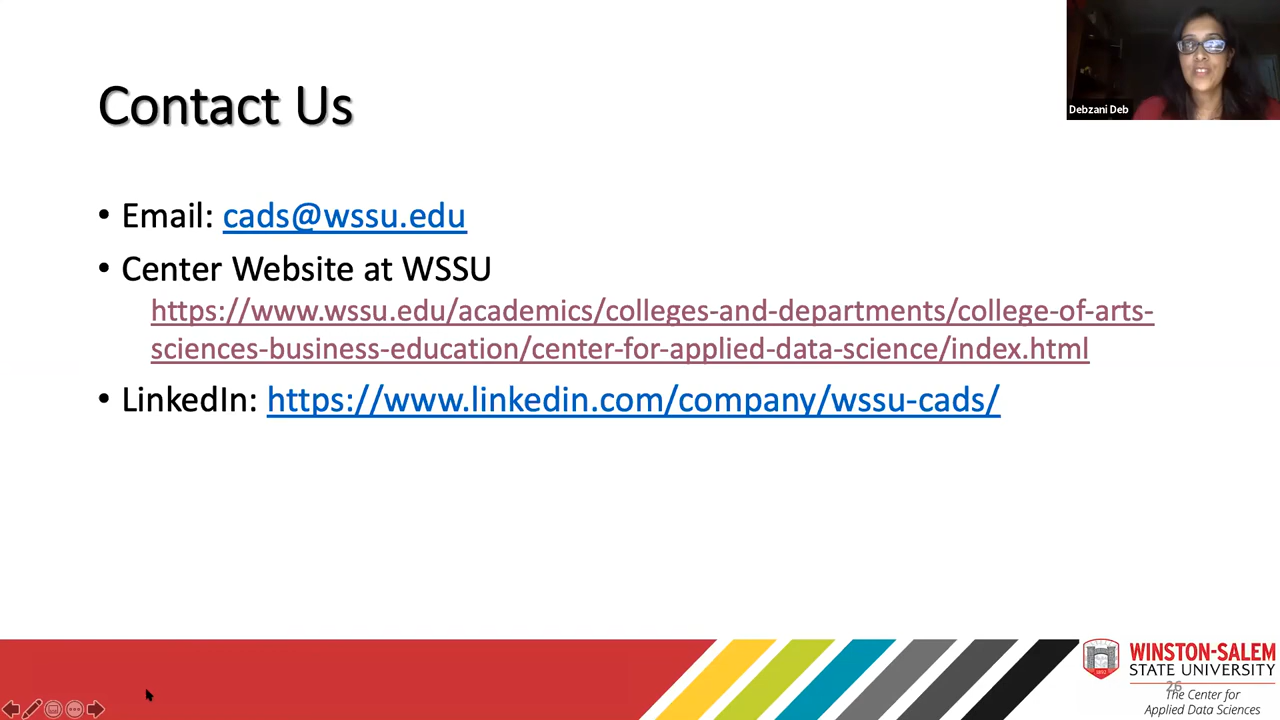 Debzani Deb
Contact Us
• Email: cads@wssu.edu
• Center Website at WSSU
https://www.wssu.edu/academics/colleges-and-departments/college-of-arts-
sciences-business-education/center-for-applied-data-science/index.html
• LinkedIn: https://www.linkedin.com/company/wssu-cads/
WINSTON-SALEM
STATE UNIVERSITY
26
The Center for
Applied Data Sciences
1892